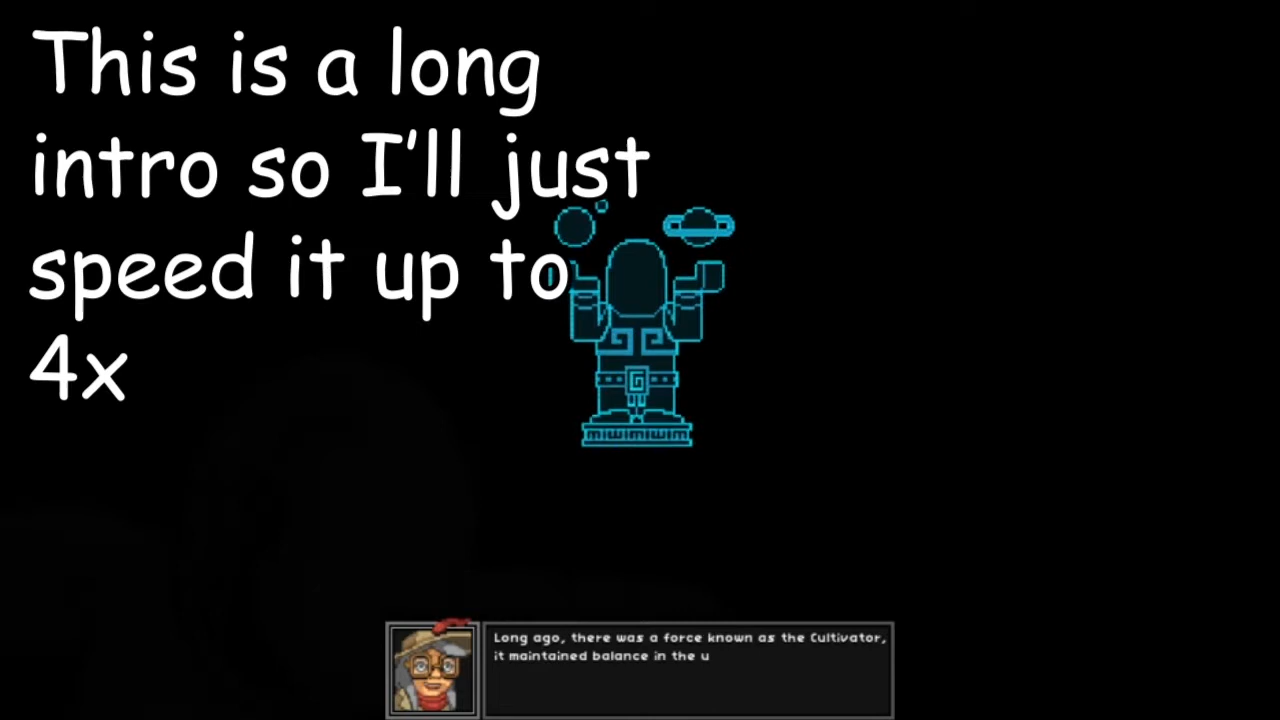 This is a long
intro so I'll just
speed it up to
4x
Long ago, there was a force known as the Cultivator,
it maintained balance in the u